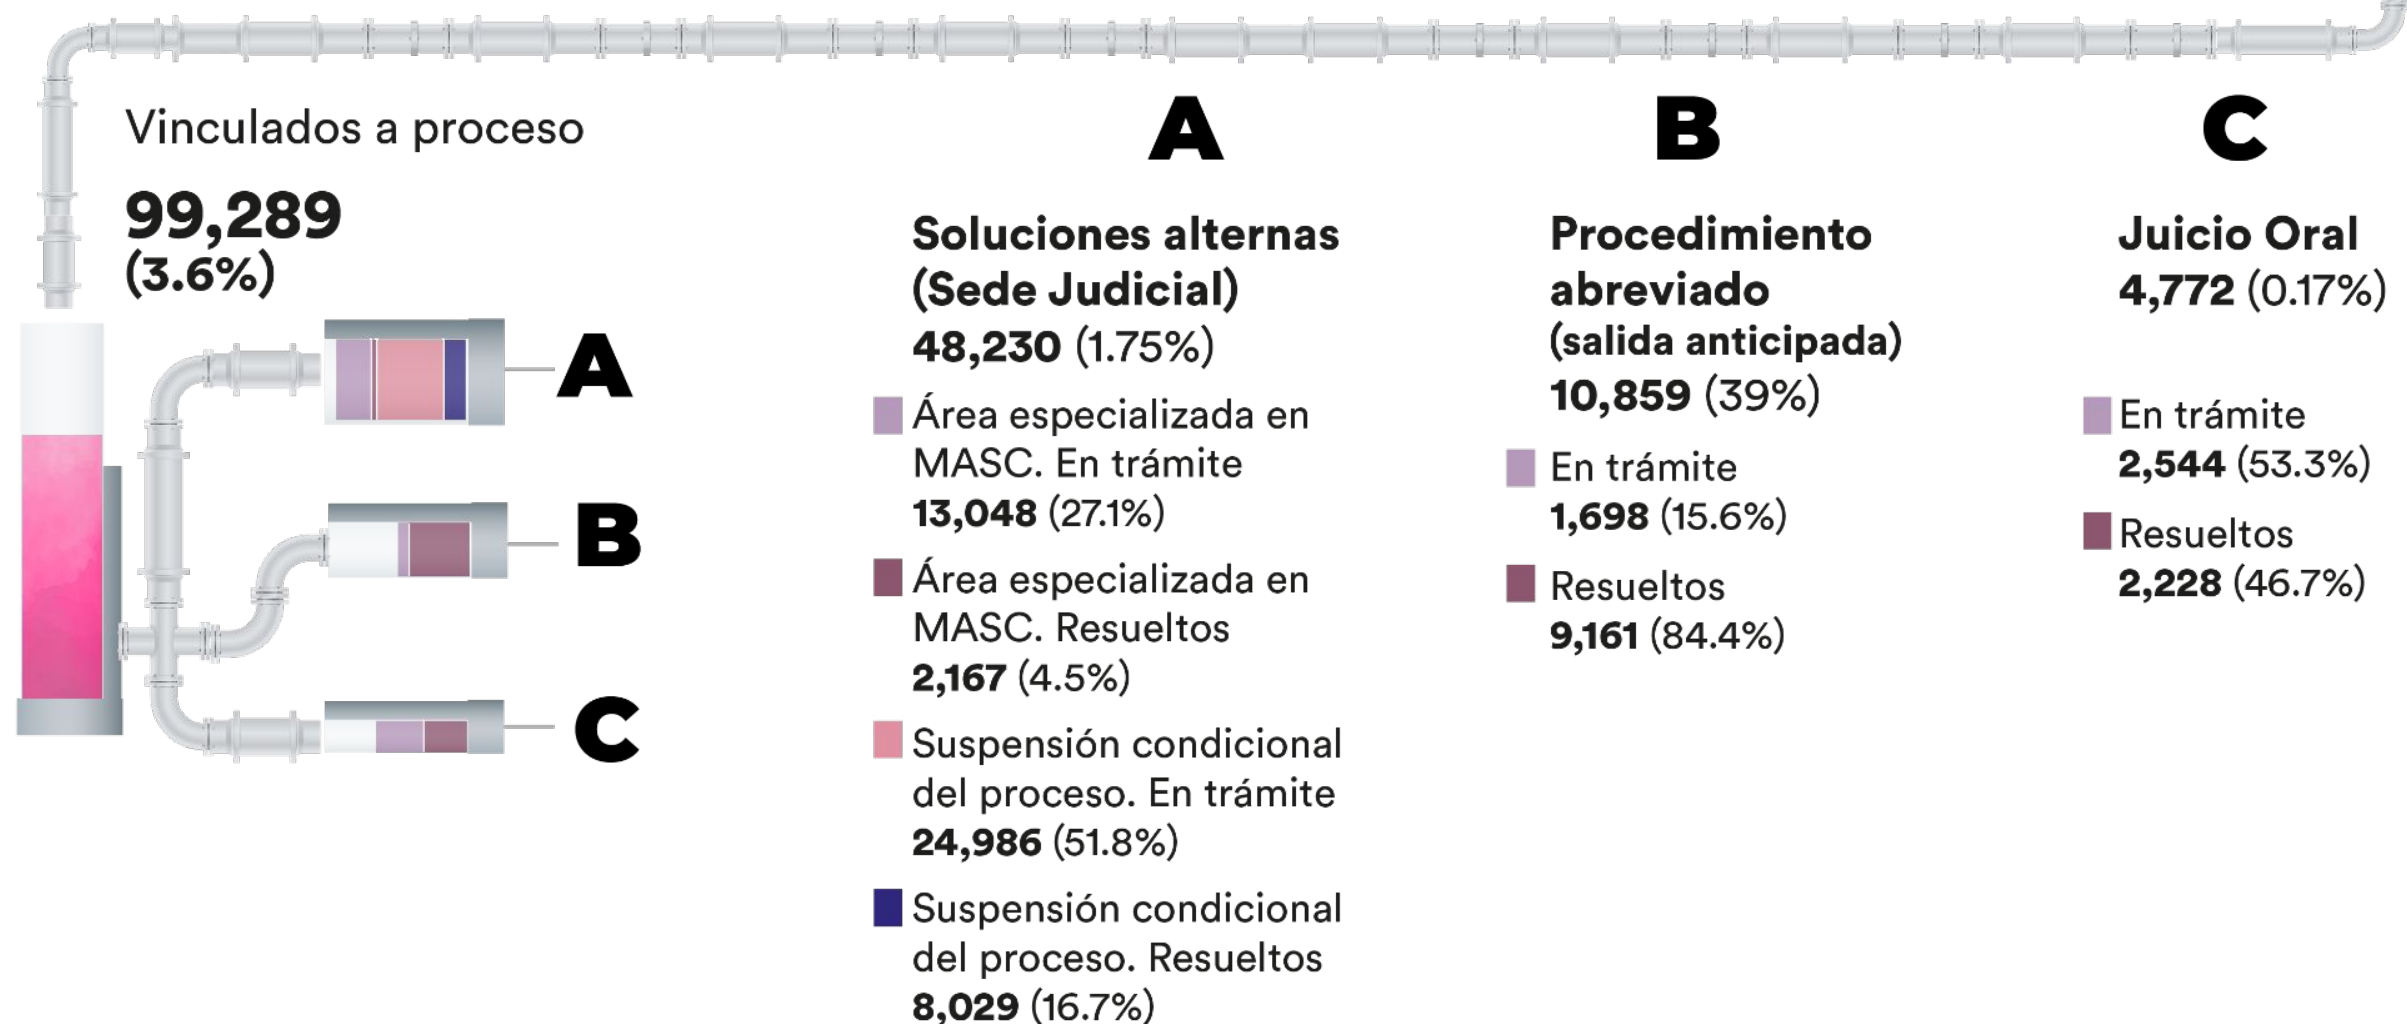 Vinculados a proceso
99,289
(3.6%)
A
B
C
A
Soluciones alternas
(Sede Judicial)
48,230 (1.75%)
Área especializada en
MASC. En trámite
13,048 (27.1%)
Área especializada en
MASC. Resueltos
2,167 (4.5%)
Suspensión condicional
del proceso. En trámite
24,986 (51.8%)
Suspensión condicional
del proceso. Resueltos
8,029 (16.7%)
B
Procedimiento
abreviado
(salida anticipada)
10,859 (39%)
En trámite
1,698 (15.6%)
Resueltos
9,161 (84.4%)
C
Juicio Oral
4,772 (0.17%)
En trámite
2,544 (53.3%)
Resueltos
2,228 (46.7%)